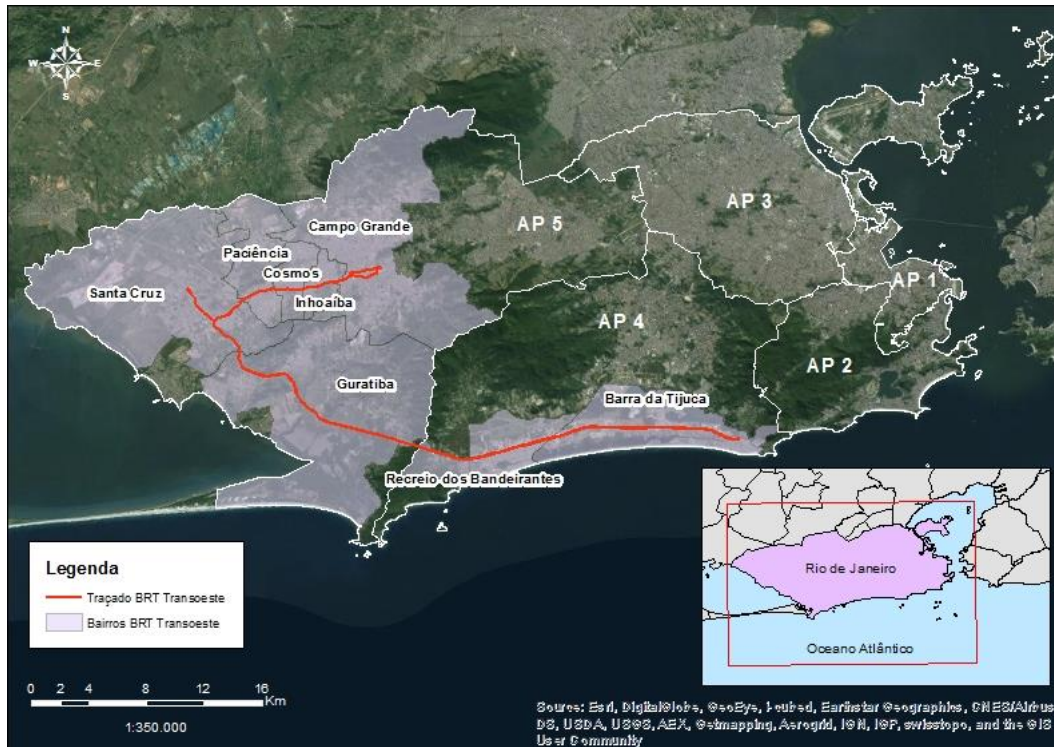 N
W E
S
Campo Grande
Paciência
Cosmos
Santa Cruz
Inhoaíba
Guratiba
AP 5
AP 3
AP 1
AP 4
AP 2
Barra da Tijuca
Recreio dos Bandeirantes
Legenda
Traçado BRT Transoeste
Bairros BRT Transoeste
0 2 4 8 12 16
Km
1:350.000
Rio de Janeiro
Oceano Atlântico
Source: Esri, DigitalGlobe, GeoEye, i-cubed, Earthstar Geographics, CNES/Airbus
DS, USDA, USGS, AEX, Getmapping, Aerogrid, IGN, IGP, swisstopo, and the GIS
User Community